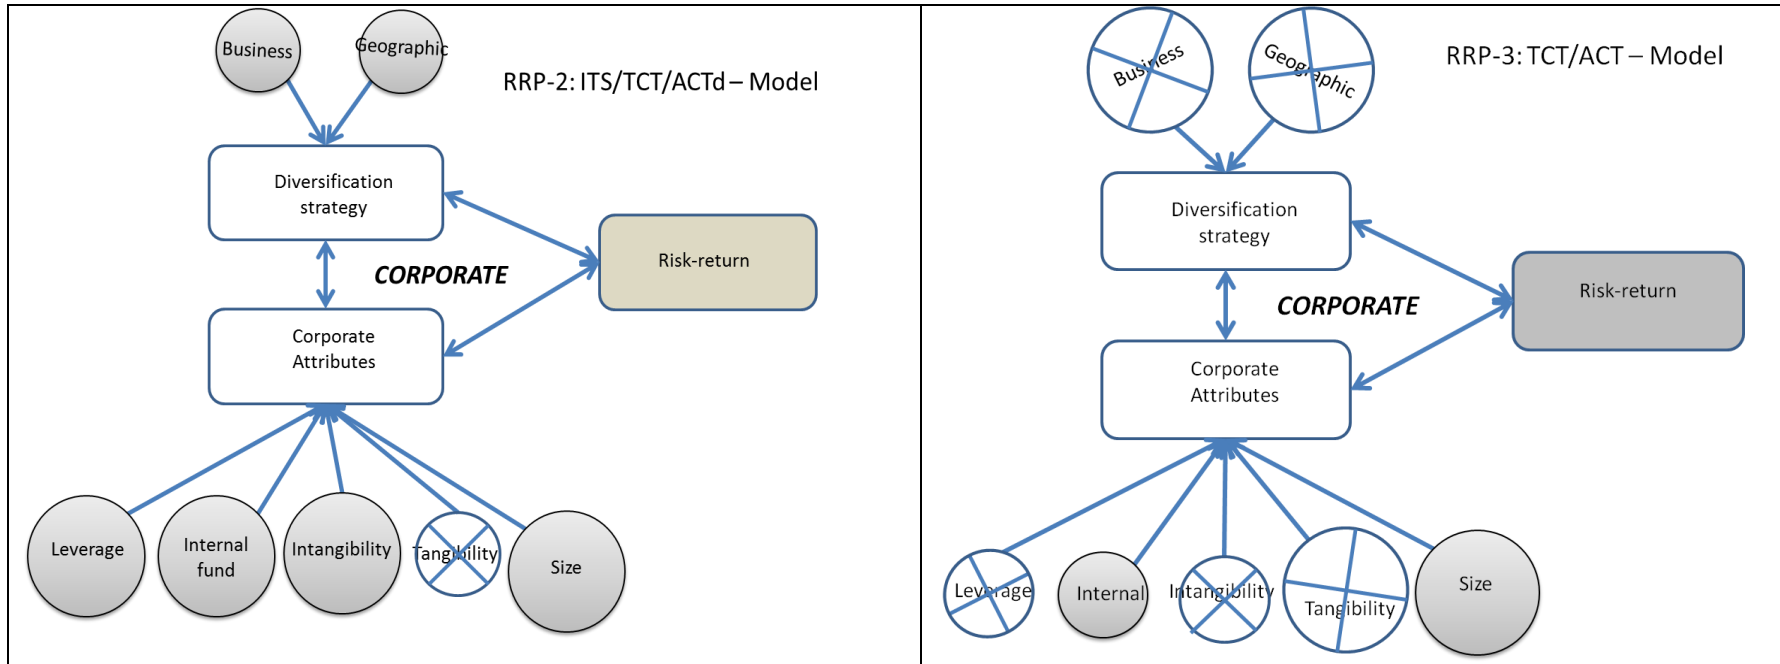 Business
Geographic
RRP-2: ITS/TCT/ACTd – Model
Diversification
strategy
CORPORATE
Risk-return
Corporate
Attributes
Leverage
Internal
fund
Intangibility
Tangibility
Size
Business
Geographic
RRP-3: TCT/ACT – Model
Diversification
strategy
CORPORATE
Risk-return
Corporate
Attributes
Leverage
Internal
Intangibility
Tangibility
Size